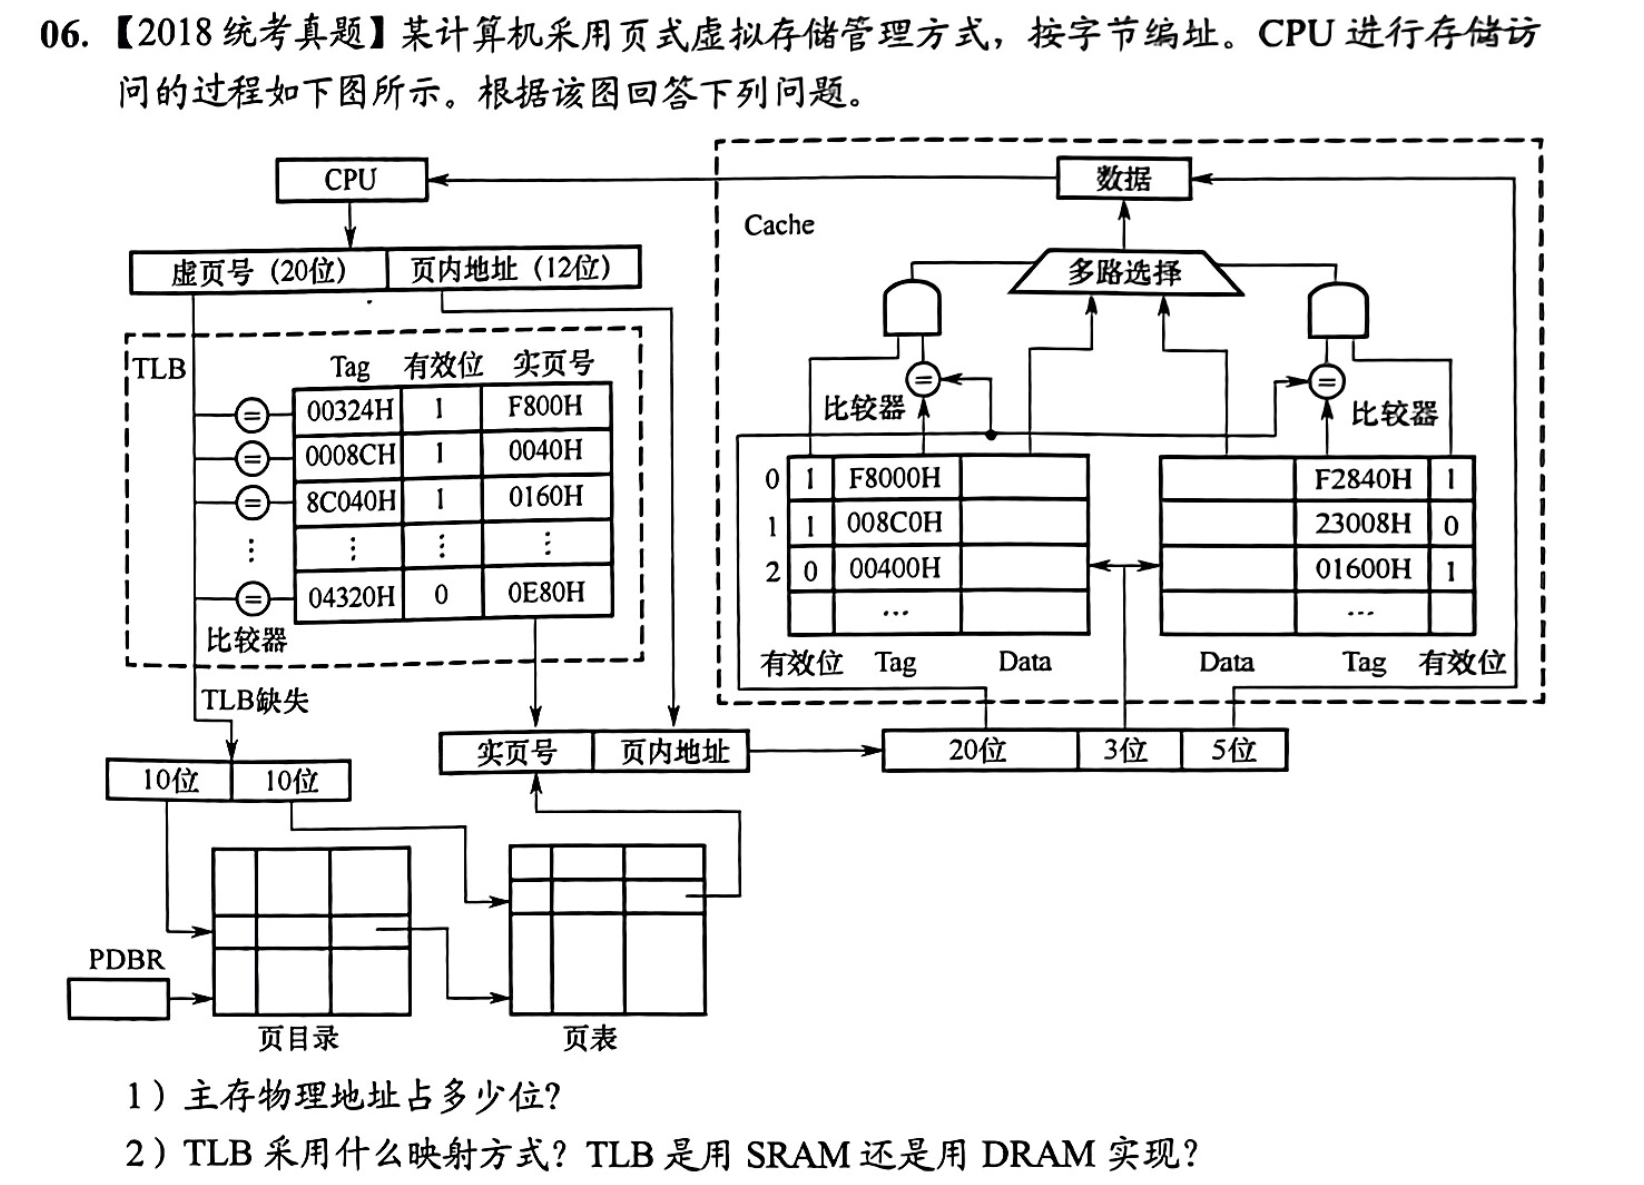 06.【2018统考真题】某计算机采用页式虚拟存储管理方式，按字节编址。CPU 进行存储访
问的过程如下图所示。根据该图回答下列问题。
CPU
数据
Cache
虚页号（20位） 页内地址（12位）
多路选择
TLB
Tag 有效位 实页号
= 00324H 1 F800H
= 0008CH 1 0040H
= 8C040H 1 0160H
⋮ ⋮ ⋮ ⋮
= 04320H 0 0E80H
比较器
= 比较器
= 比较器
0 1 F8000H
1 1 008C0H
2 0 00400H
…
有效位 Tag Data
F2840H 1
23008H 0
01600H 1
…
Data Tag 有效位
TLB缺失
实页号 页内地址
20位 3位 5位
10位 10位
PDBR
页目录
页表
1）主存物理地址占多少位?
2）TLB 采用什么映射方式? TLB 是用 SRAM 还是用 DRAM 实现?